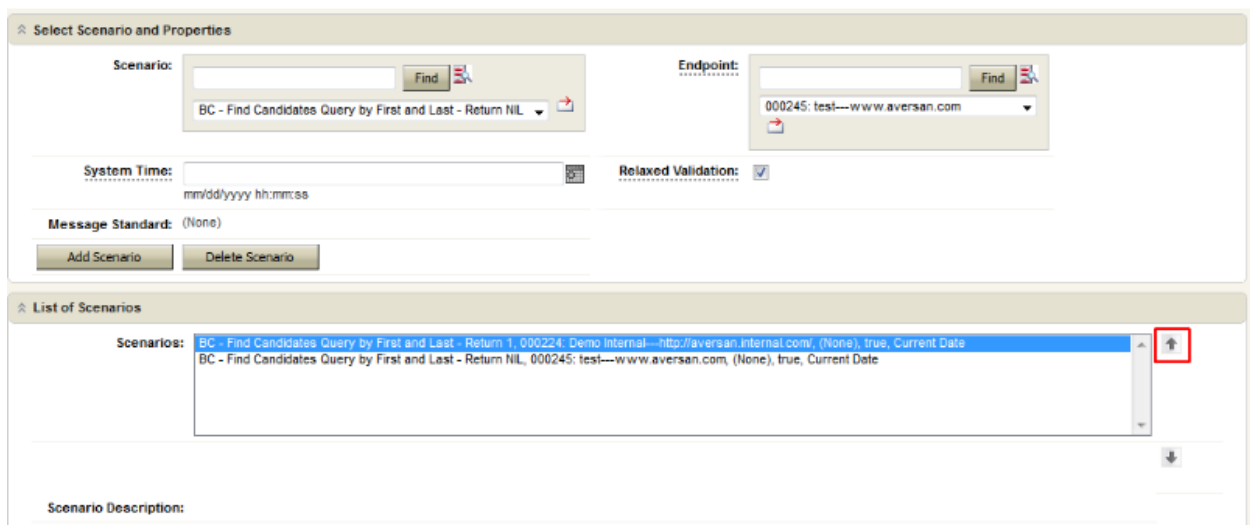 Select Scenario and Properties
Scenario:
Find
BC - Find Candidates Query by First and Last - Return NIL
Endpoint:
Find
000245: test---www.aversan.com
System Time:
mm/dd/yyyy hh:mm:ss
Relaxed Validation:
Message Standard: (None)
Add Scenario Delete Scenario
List of Scenarios
Scenarios:
BC - Find Candidates Query by First and Last - Return 1, 000224: Demo Internal---http://aversan.internal.com/, (None), true, Current Date
BC - Find Candidates Query by First and Last - Return NIL, 000245: test---www.aversan.com, (None), true, Current Date
Scenario Description: